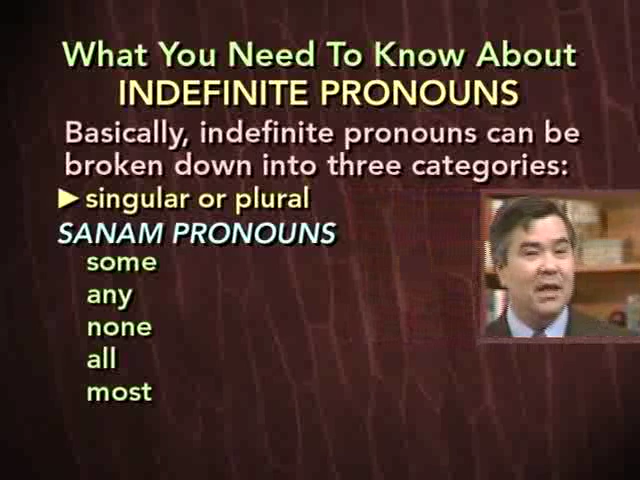 What You Need To Know About
INDEFINITE PRONOUNS
Basically, indefinite pronouns can be
broken down into three categories:
►singular or plural
SANAM PRONOUNS
some
any
none
all
most